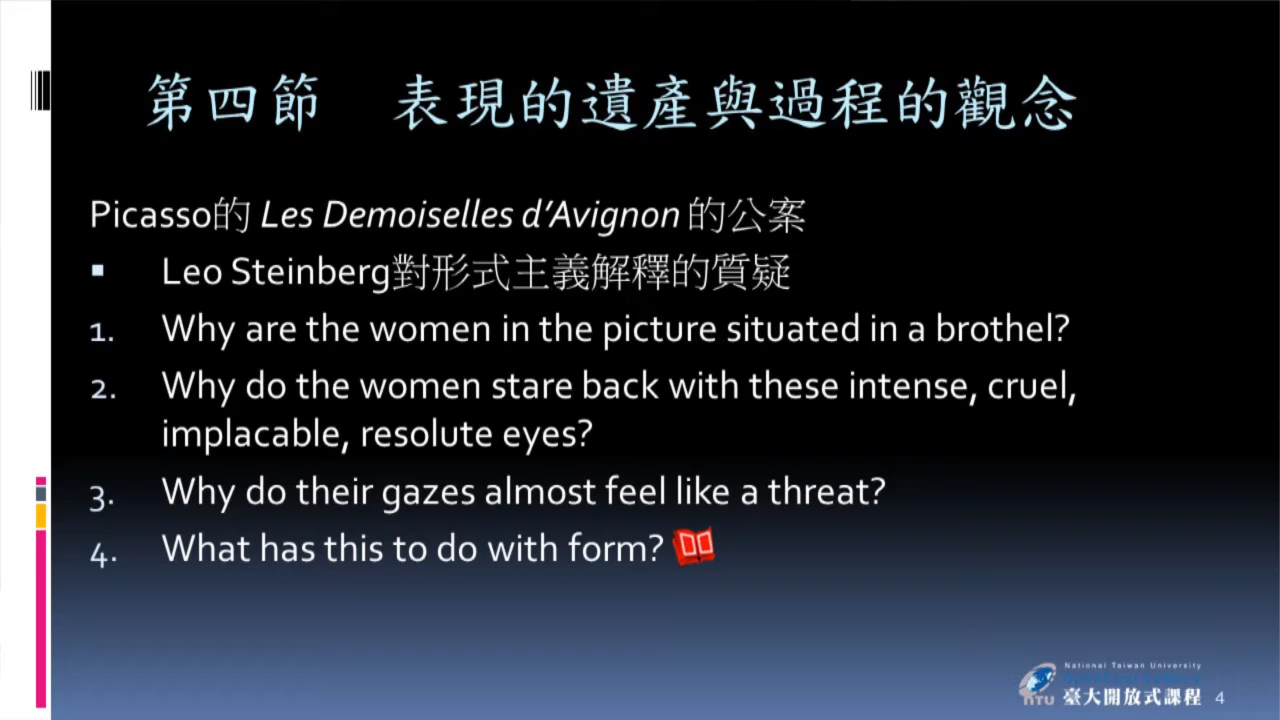 第四節 表現的遺產與過程的觀念
Picasso的 Les Demoiselles d’Avignon 的公案
▪ Leo Steinberg對形式主義解釋的質疑
1. Why are the women in the picture situated in a brothel?
2. Why do the women stare back with these intense, cruel,
implacable, resolute eyes?
3. Why do their gazes almost feel like a threat?
4. What has this to do with form?
National Taiwan University
NTU 臺大開放式課程 4